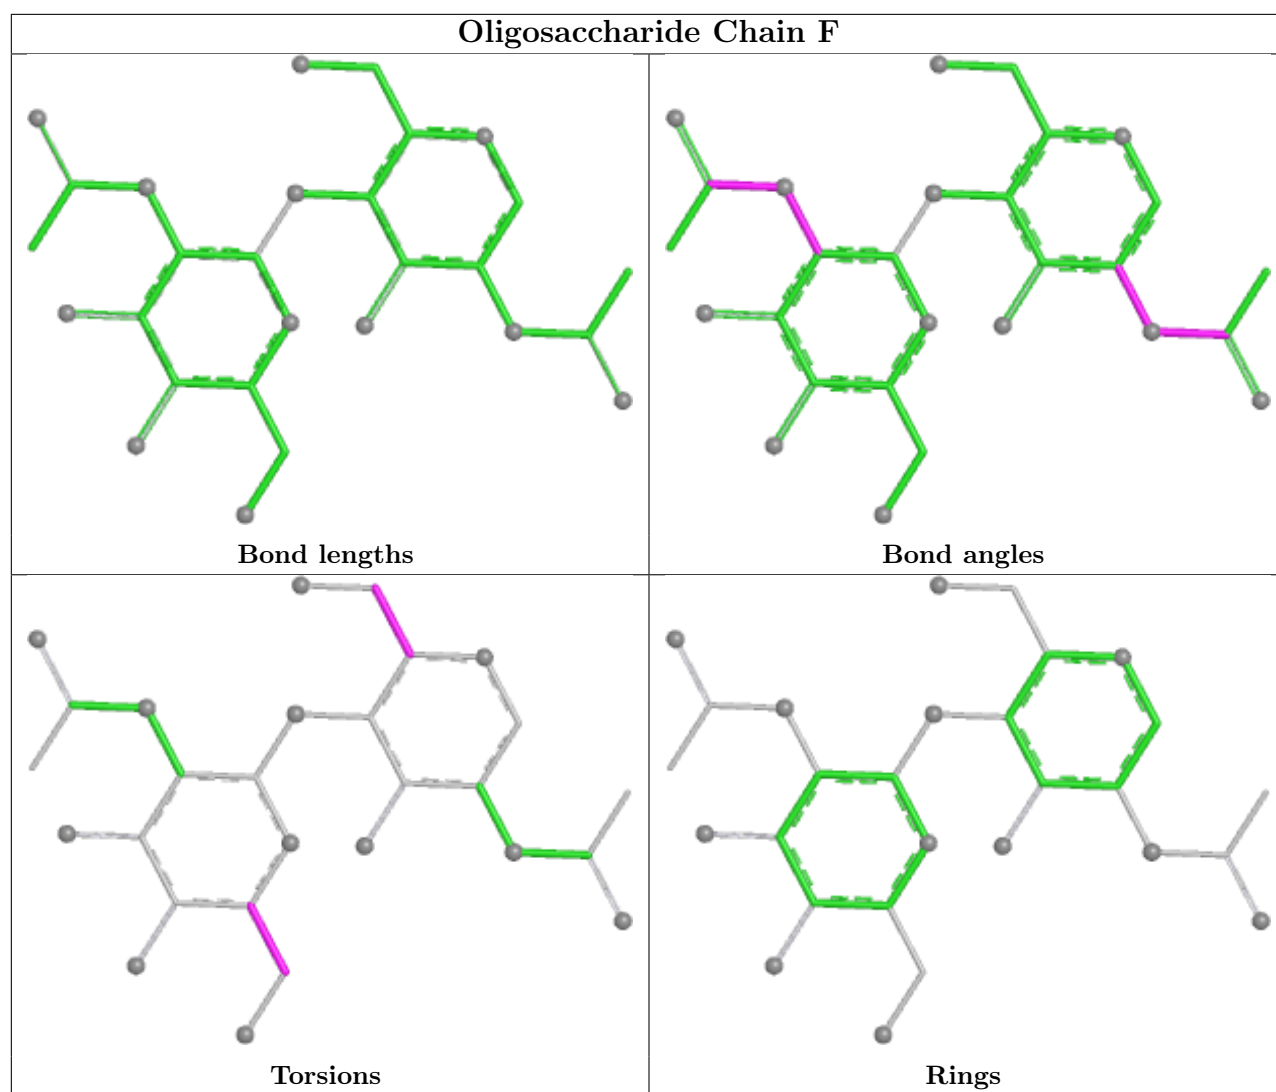 Oligosaccharide Chain F
Bond lengths
Bond angles
Torsions
Rings